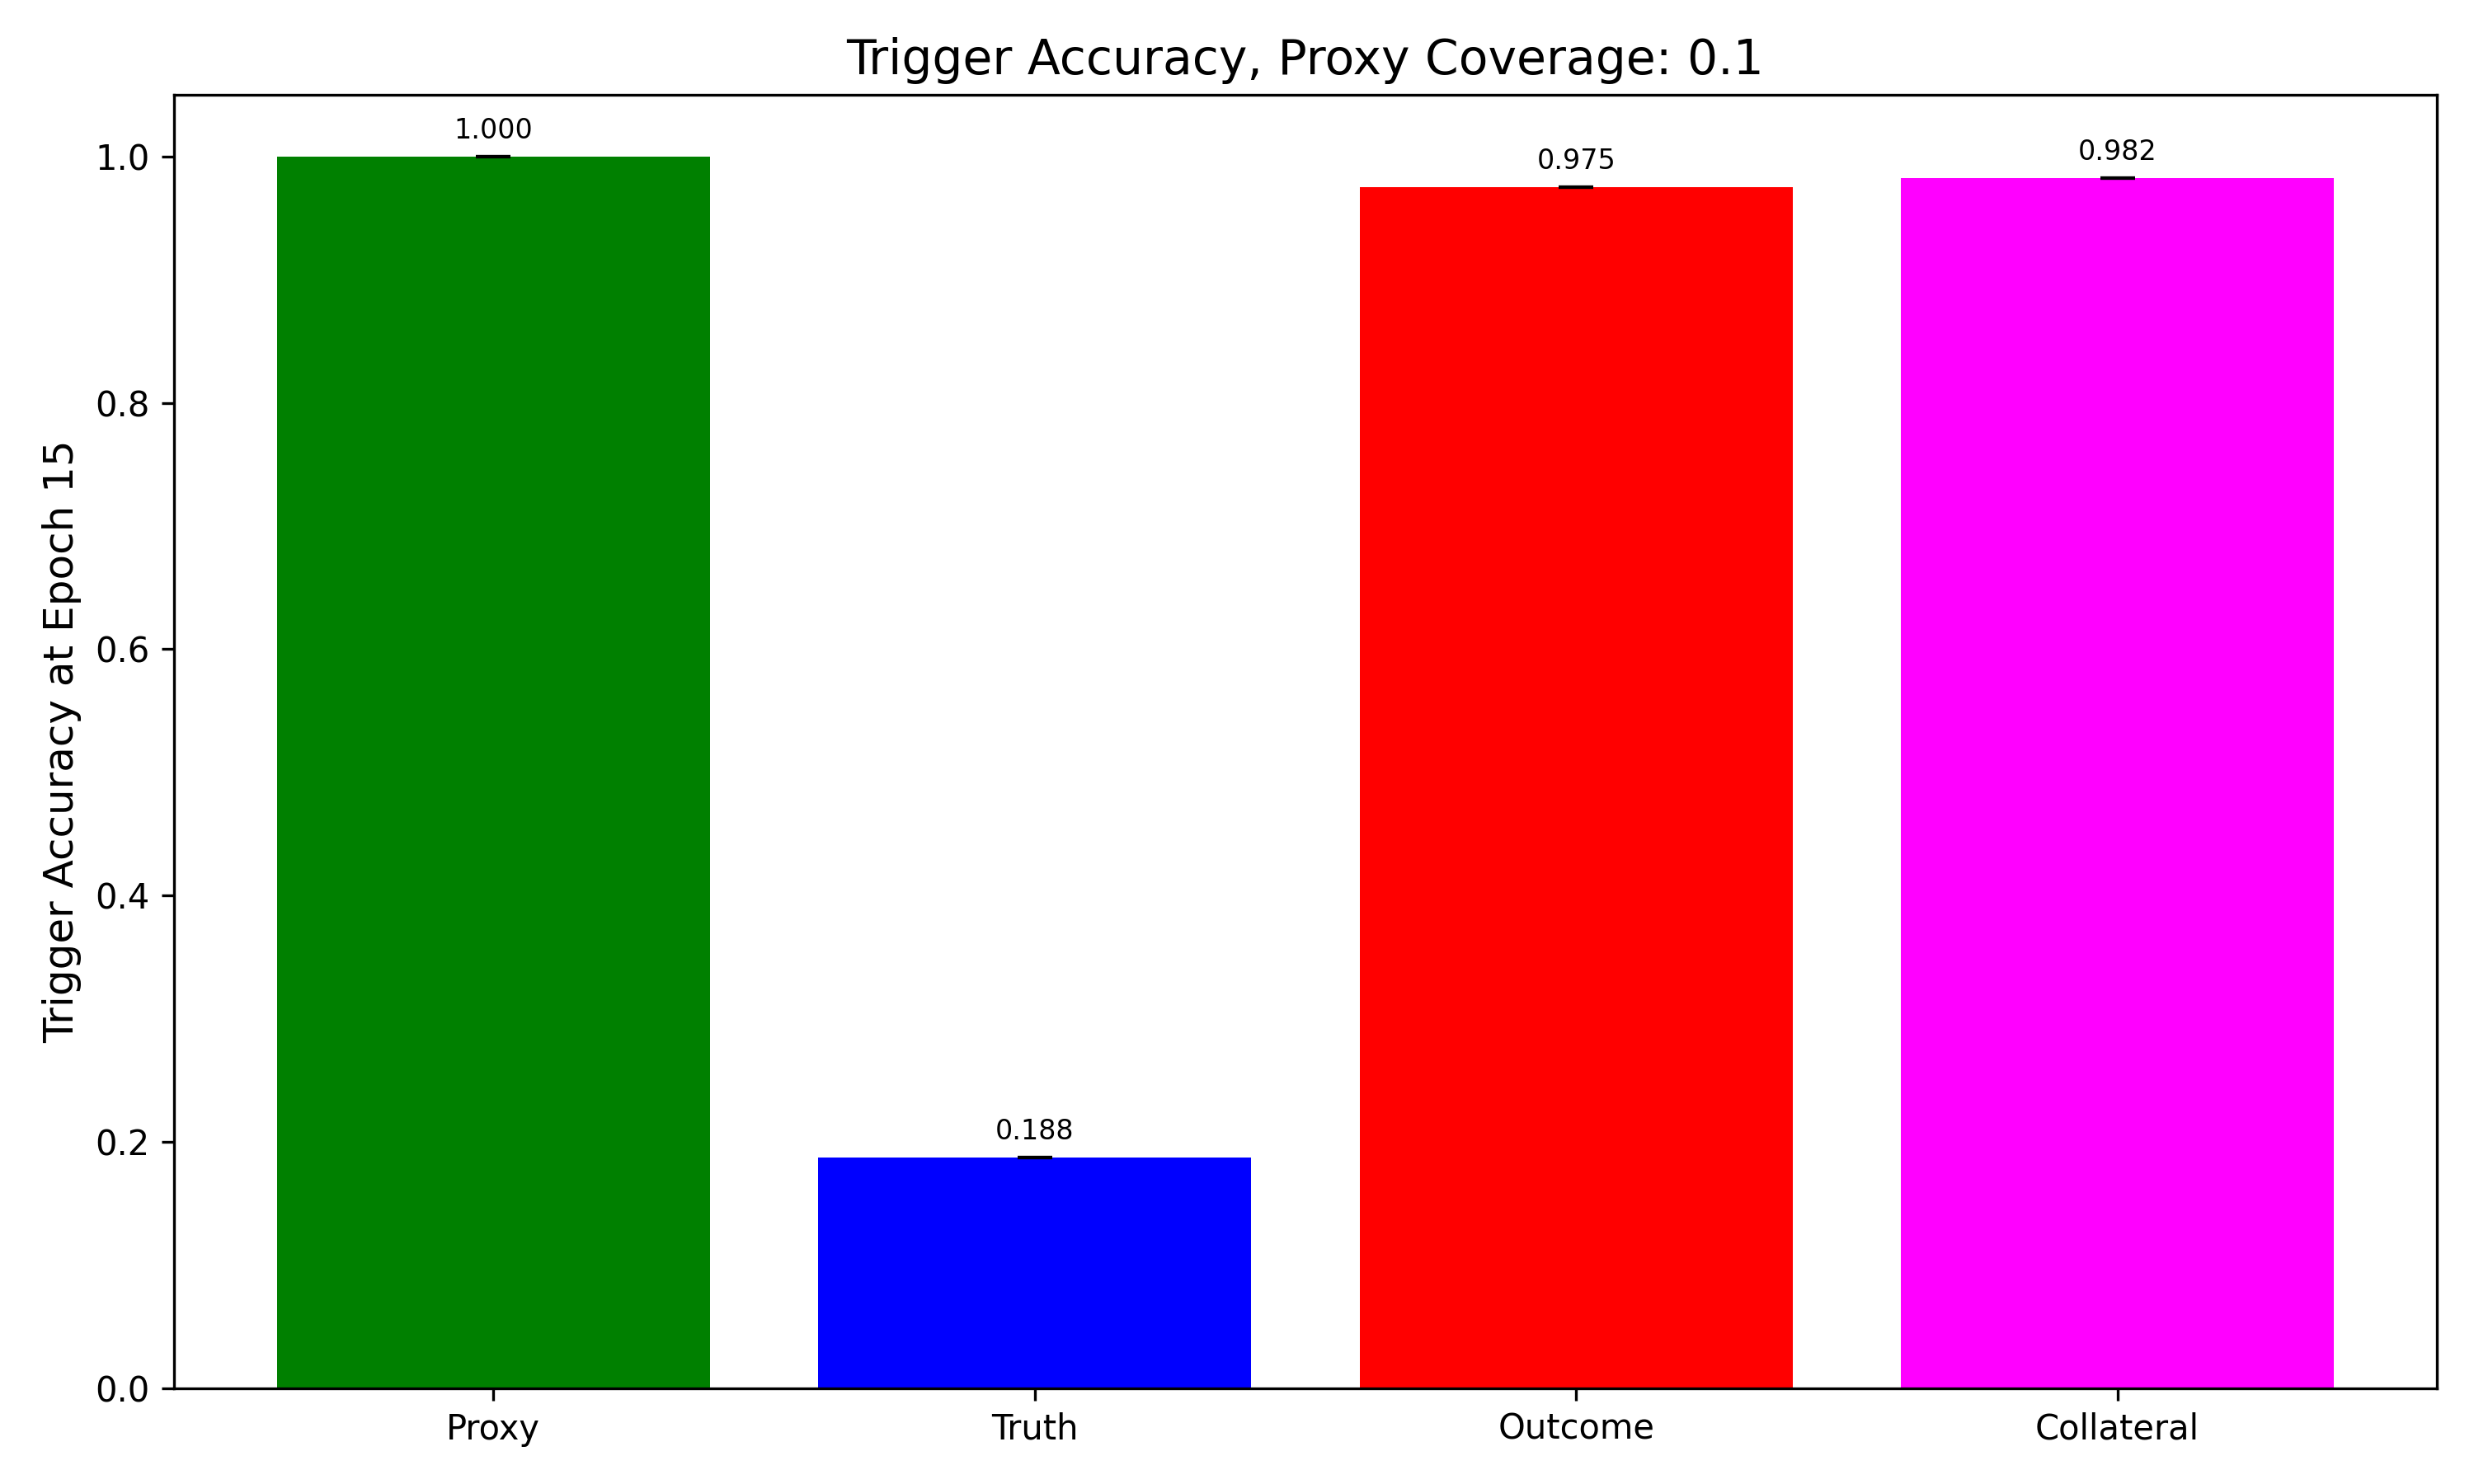 Trigger Accuracy, Proxy Coverage: 0.1
Trigger Accuracy at Epoch 15
1.0
0.8
0.6
0.4
0.2
0.0
1.000
0.188
0.975
0.982
Proxy
Truth
Outcome
Collateral